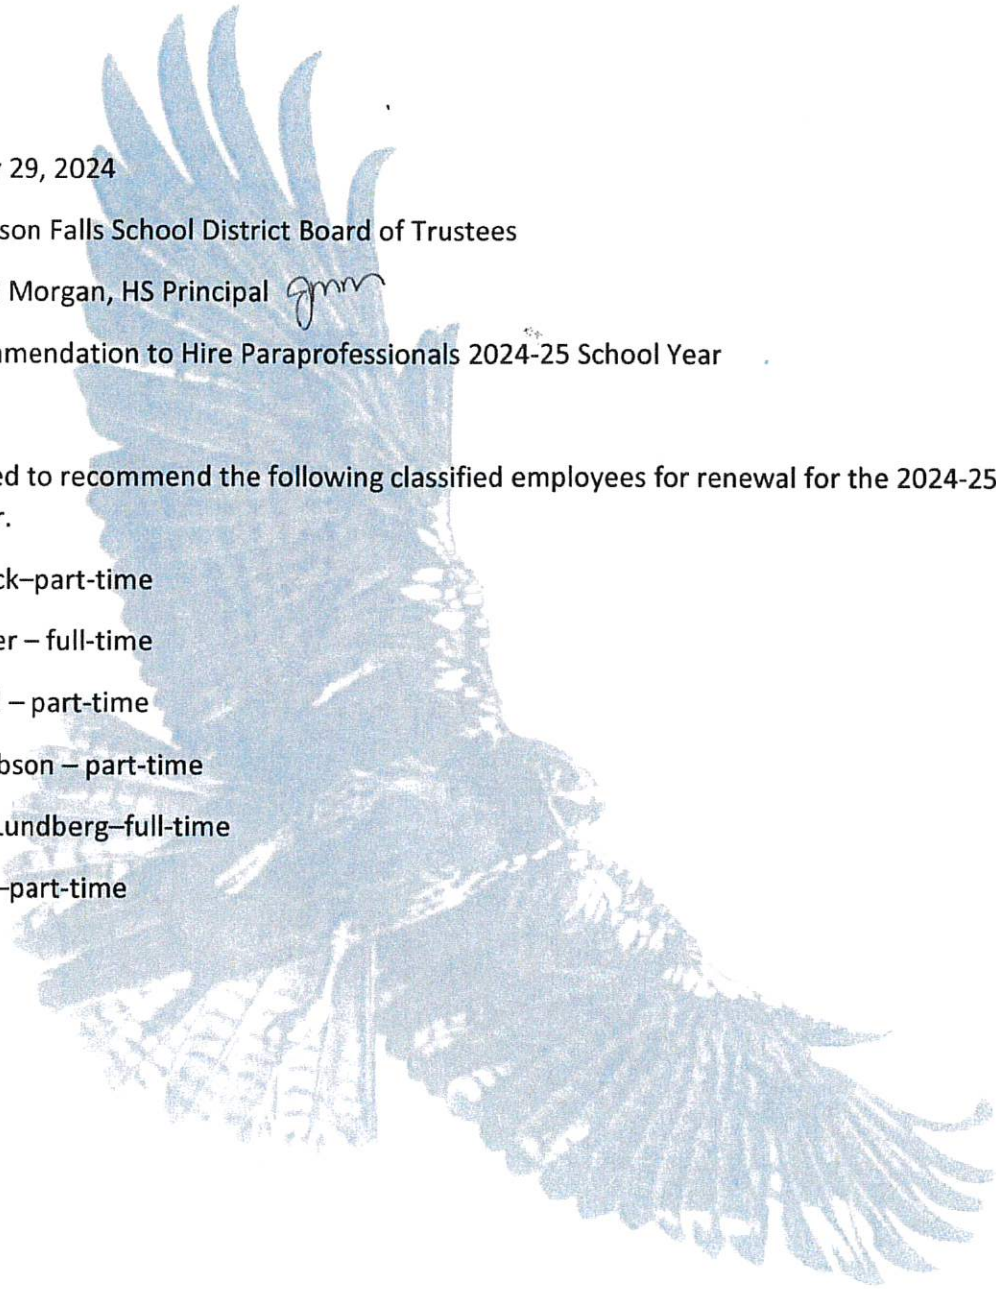 y 29, 2024
son Falls School District Board of Trustees
Morgan, HS Principal gmm
mendation to Hire Paraprofessionals 2024-25 School Year
ed to recommend the following classified employees for renewal for the 2024-25
r.
ck–part-time
er – full-time
– part-time
bson – part-time
Lundberg–full-time
–part-time